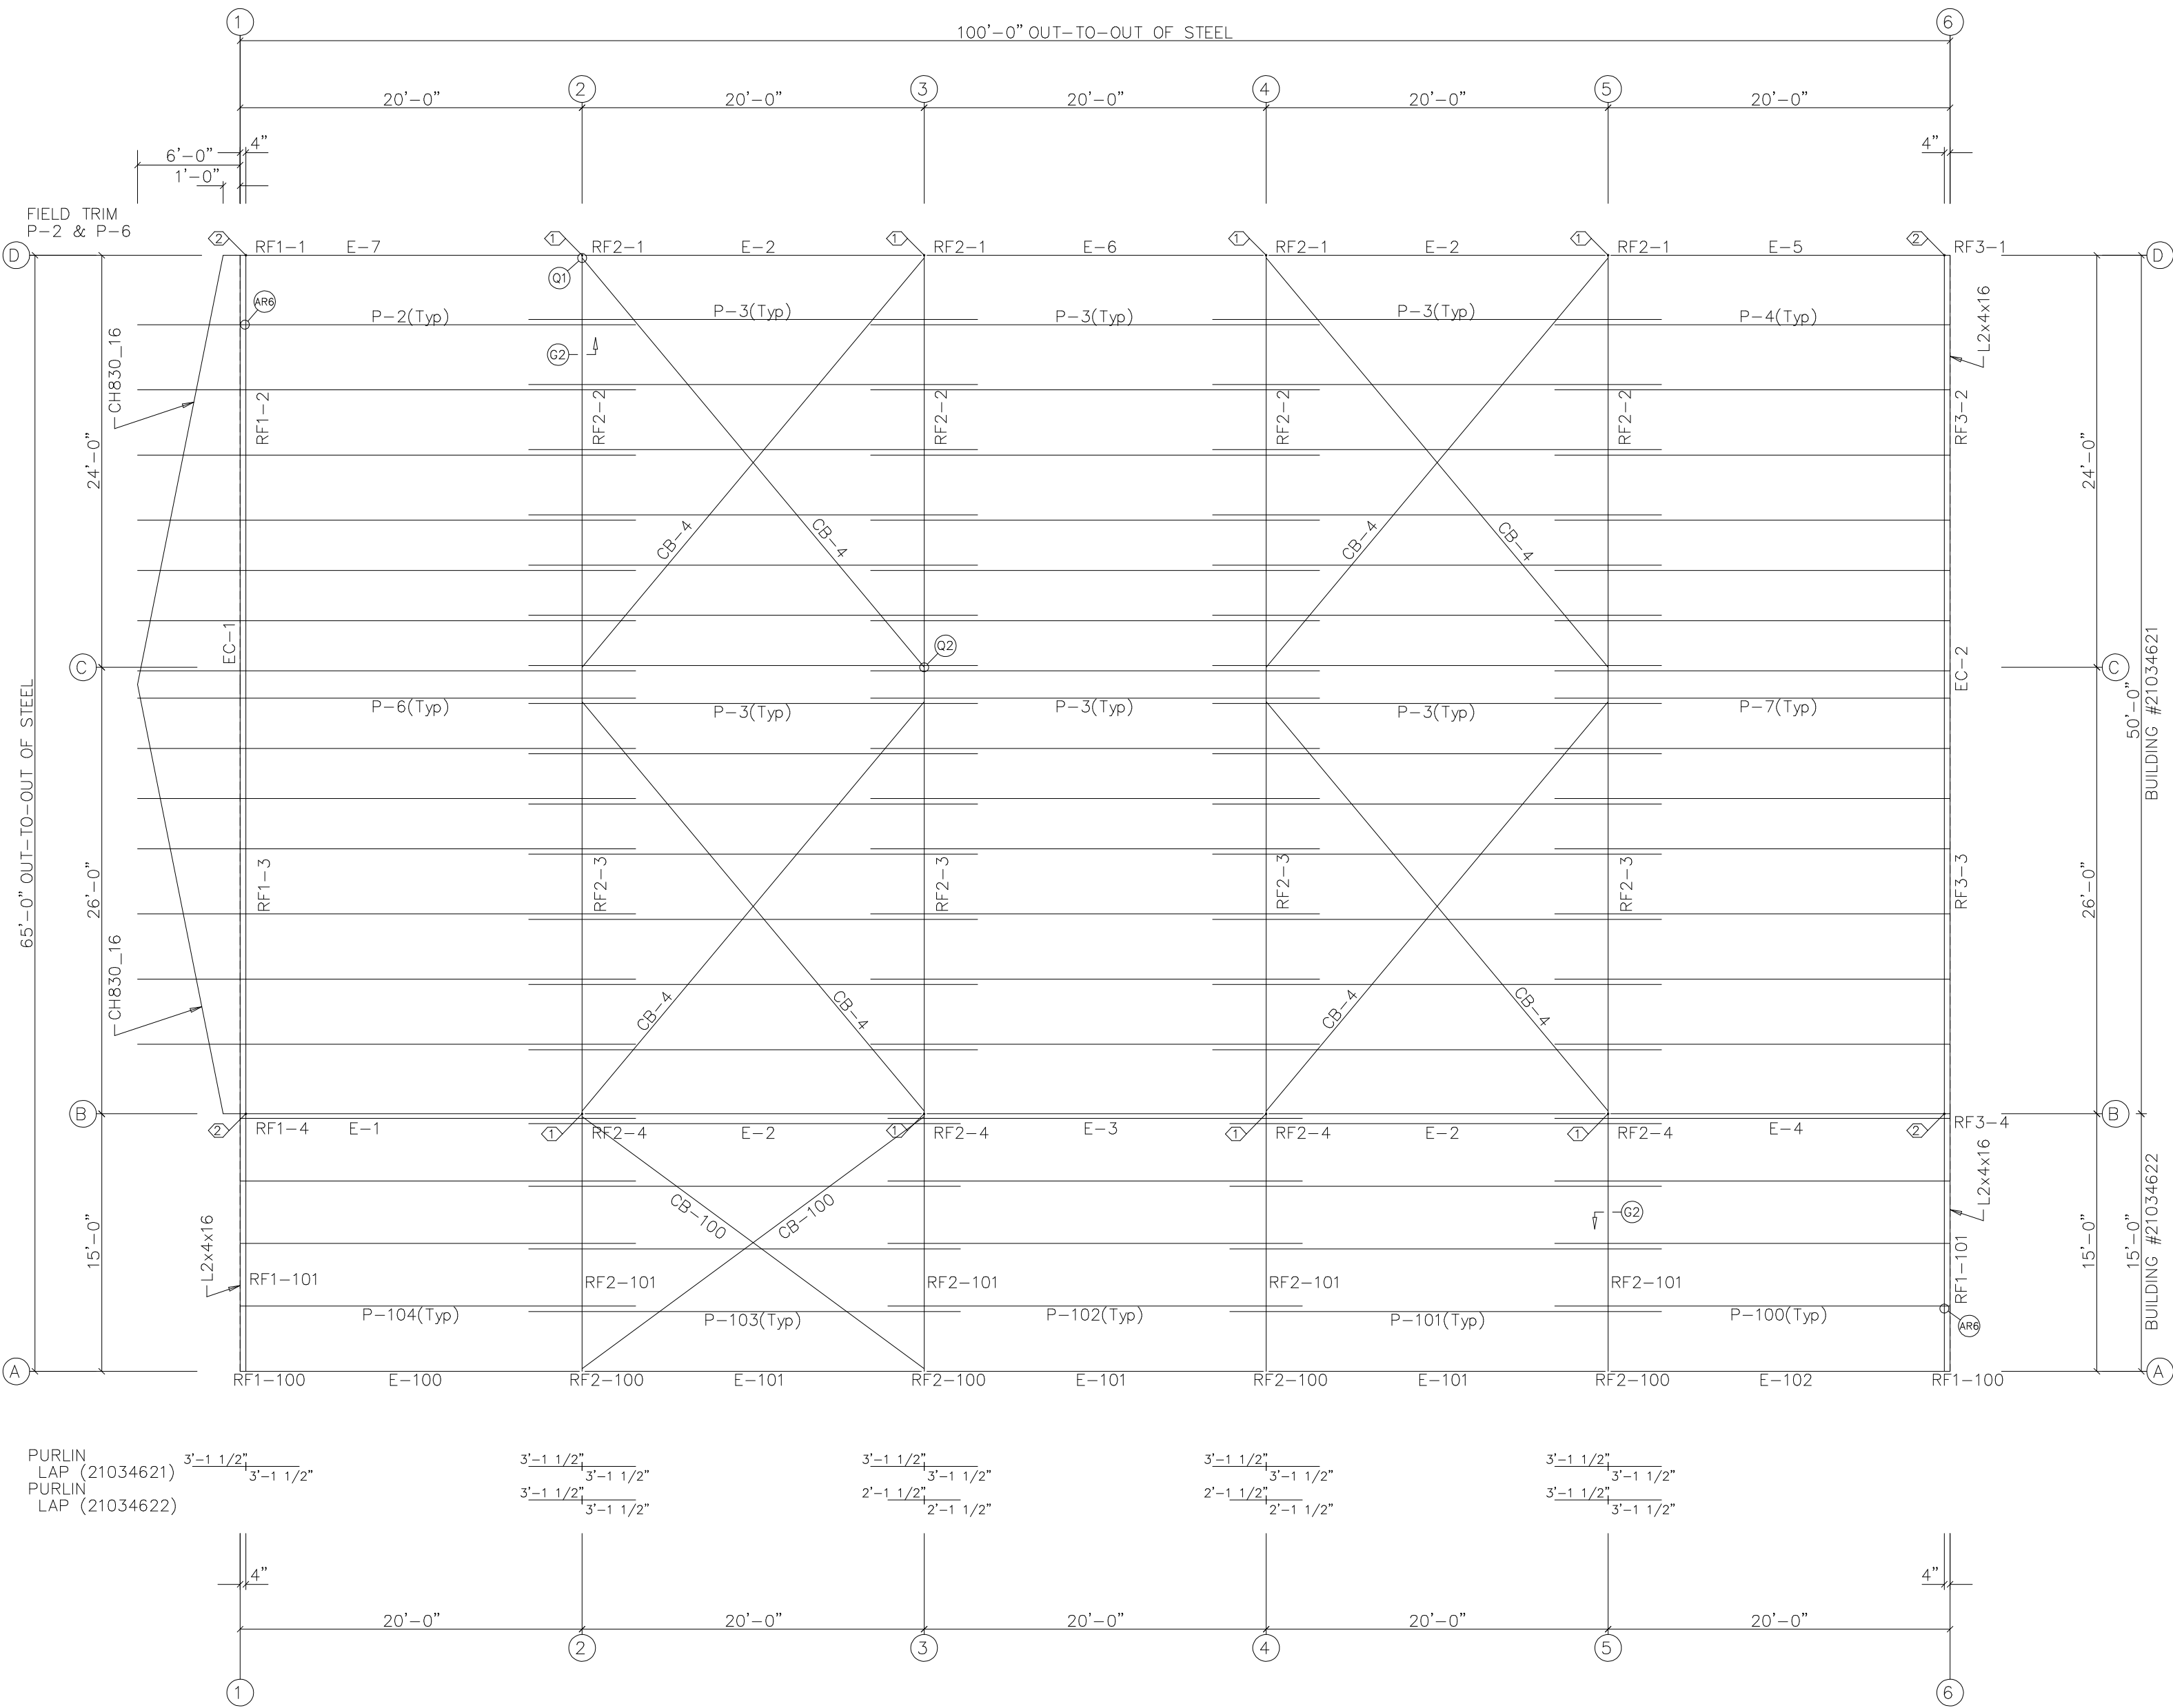 1
6
100'-0" OUT-TO-OUT OF STEEL
2
3
4
5
20'-0"
20'-0"
20'-0"
20'-0"
20'-0"
4"
4"
6'-0"
1'-0"
FIELD TRIM
P-2 & P-6
D
2
RF1-1
E-7
1
RF2-1
E-2
1
RF2-1
E-6
1
RF2-1
E-2
1
RF2-1
E-5
2
RF3-1
D
Q1
AR6
P-2(Typ)
P-3(Typ)
P-3(Typ)
P-3(Typ)
P-4(Typ)
L2x4x16
G2
CH830_16
24'-0"
RF1-2
RF2-2
RF2-2
RF2-2
RF2-2
RF3-2
24'-0"
CB-4
CB-4
CB-4
CB-4
EC-1
Q2
EC-2
C
C
65'-0" OUT-TO-OUT OF STEEL
50'-0"
BUILDING #21034621
P-6(Typ)
P-3(Typ)
P-3(Typ)
P-3(Typ)
P-7(Typ)
26'-0"
RF1-3
RF2-3
RF2-3
RF2-3
RF2-3
RF3-3
26'-0"
CH830_16
CB-4
CB-4
CB-4
CB-4
B
B
2
RF1-4
E-1
1
RF2-4
E-2
1
RF2-4
E-3
1
RF2-4
E-2
1
RF2-4
E-4
2
RF3-4
L2x4x16
CB-100
CB-100
G2
15'-0"
L2x4x16
15'-0"
15'-0"
BUILDING #21034622
RF1-101
RF2-101
RF2-101
RF2-101
RF2-101
RF1-101
P-104(Typ)
P-103(Typ)
P-102(Typ)
P-101(Typ)
P-100(Typ)
AR6
A
A
RF1-100
E-100
RF2-100
E-101
RF2-100
E-101
RF2-100
E-101
RF2-100
E-102
RF1-100
PURLIN
LAP (21034621)
3'-1 1/2"
3'-1 1/2"
3'-1 1/2"
3'-1 1/2"
3'-1 1/2"
3'-1 1/2"
3'-1 1/2"
3'-1 1/2"
3'-1 1/2"
3'-1 1/2"
PURLIN
LAP (21034622)
3'-1 1/2"
3'-1 1/2"
2'-1 1/2"
2'-1 1/2"
2'-1 1/2"
2'-1 1/2"
3'-1 1/2"
3'-1 1/2"
4"
4"
20'-0"
20'-0"
20'-0"
20'-0"
20'-0"
2
3
4
5
1
6